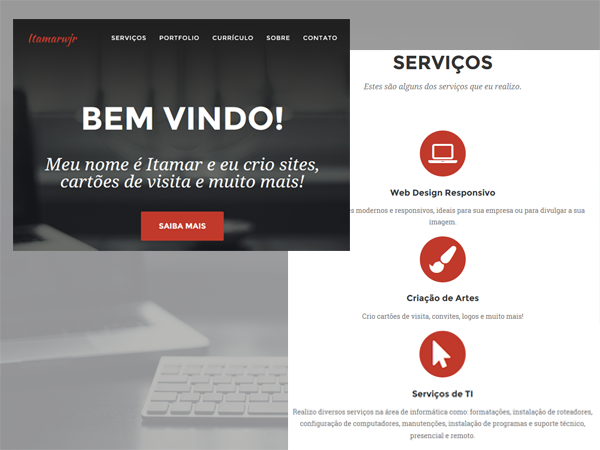 Itamarwjr
SERVIÇOS PORTFOLIO CURRÍCULO SOBRE CONTATO
BEM VINDO!
Meu nome é Itamar e eu crio sites,
cartões de visita e muito mais!
SAIBA MAIS
SERVIÇOS
Estes são alguns dos serviços que eu realizo.
Web Design Responsivo
es modernos e responsivos, ideais para sua empresa ou para divulgar a sua
imagem.
Criação de Artes
Crio cartões de visita, convites, logos e muito mais!
Serviços de TI
Realizo diversos serviços na área de informática como: formatações, instalação de roteadores,
configuração de computadores, manutenções, instalação de programas e suporte técnico,
presencial e remoto.